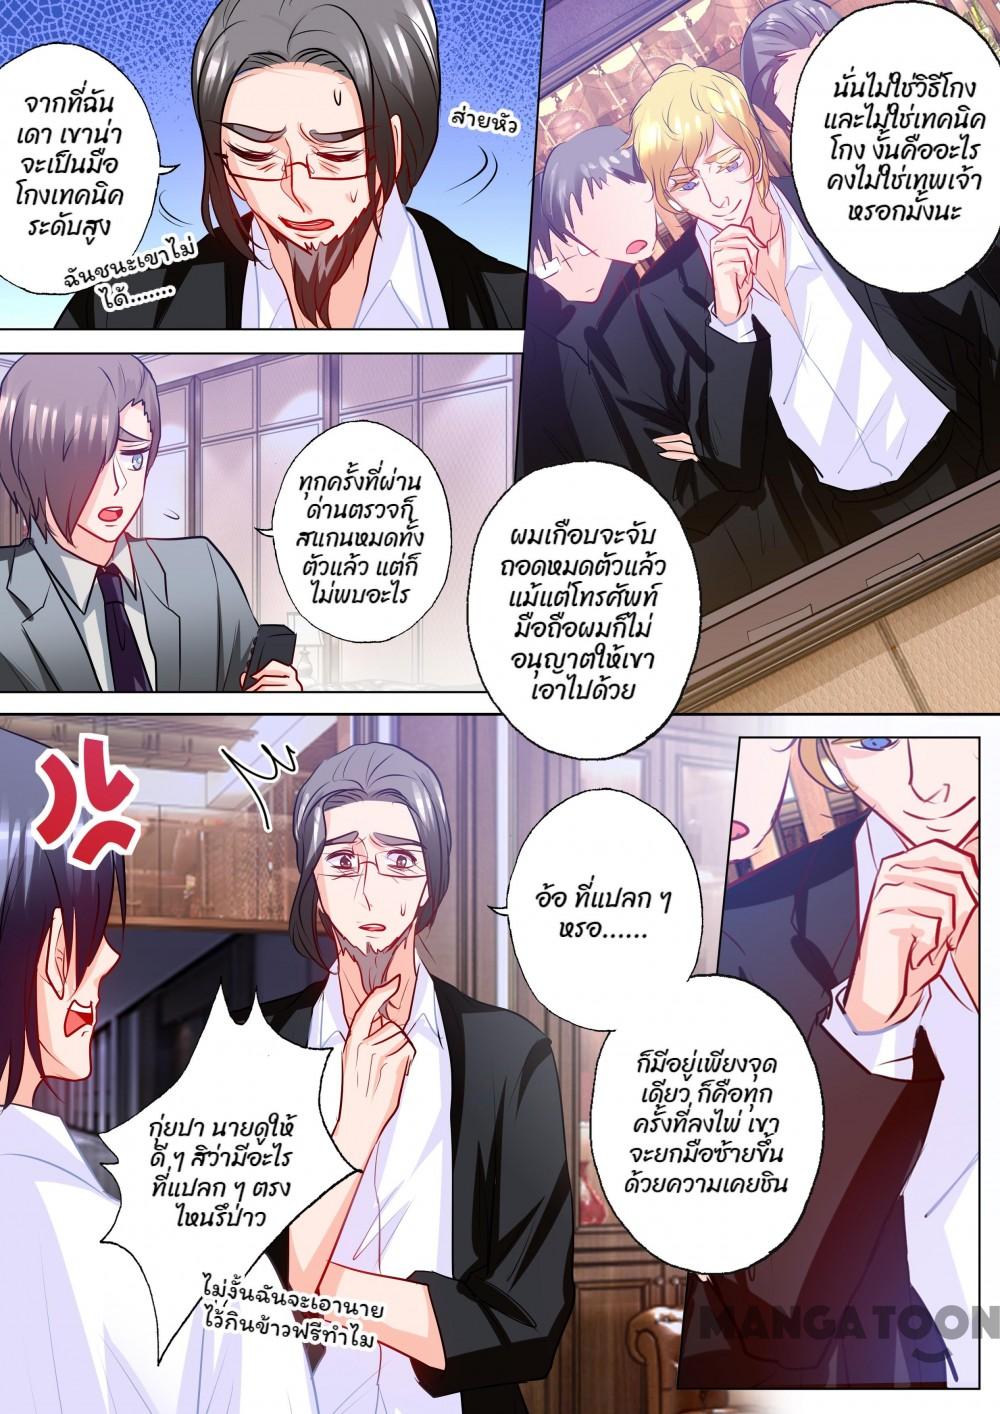 จากที่ฉัน
เดา เขาน่า
จะเป็นมือ
โกงเทคนิค
ระดับสูง
ส่ายหัว
ฉันชนะเขาไม่
ได้........
นั่นไม่ใช่วิธีโกง
และไม่ใช่เทคนิค
โกง งั้นคืออะไร
คงไม่ใช่เทพเจ้า
หรอกมั้งนะ
ทุกครั้งที่ผ่าน
ด่านตรวจก็
สแกนหมดทั้ง
ตัวแล้ว แต่ก็
ไม่พบอะไร
ผมเกือบจะจับ
ถอดหมดตัวแล้ว
แม้แต่โทรศัพท์
มือถือผมก็ไม่
อนุญาตให้เขา
เอาไปด้วย
อ้อ ที่แปลก ๆ
หรอ......
ก็มีอยู่เพียงจุด
เดียว ก็คือทุก
ครั้งที่ลงไพ่ เขา
จะยกมือซ้ายขึ้น
ด้วยความเคยชิน
กุ่ยปา นายดูให้
ดี ๆ สิว่ามีอะไร
ที่แปลก ๆ ตรง
ไหนรึป่าว
ไม่งั้นฉันจะเอานาย
ไว้กินข้าวฟรีทำไม
MANGATOON